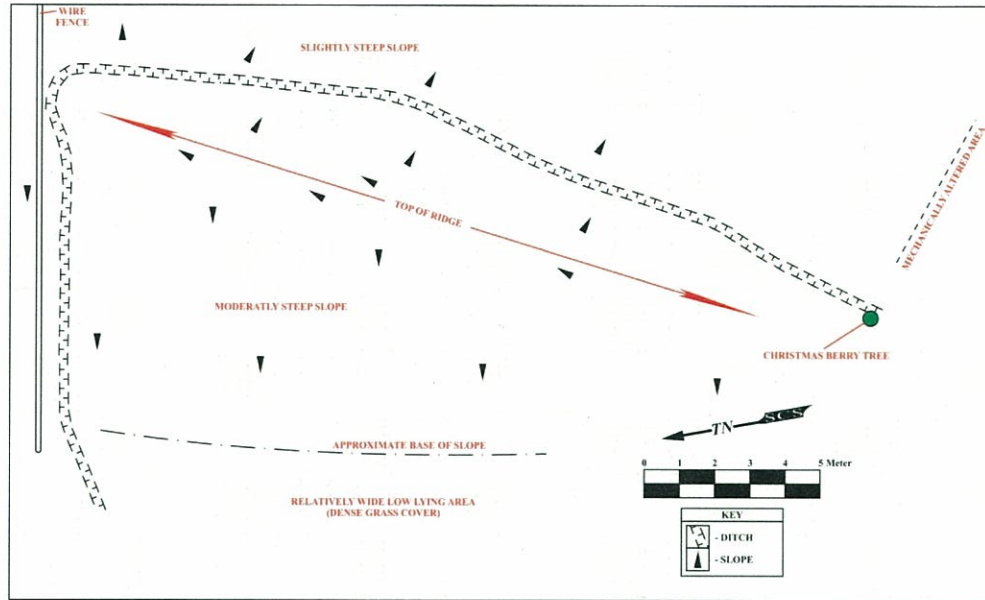 WIRE
FENCE
SLIGHTLY STEEP SLOPE
MECHANICALLY ALTERED AREA
TOP OF RIDGE
MODERATLY STEEP SLOPE
CHRISTMAS BERRY TREE
TN
SCS
APPROXIMATE BASE OF SLOPE
0 1 2 3 4 5 Meter
RELATIVELY WIDE LOW LYING AREA
(DENSE GRASS COVER)
KEY
- DITCH
- SLOPE